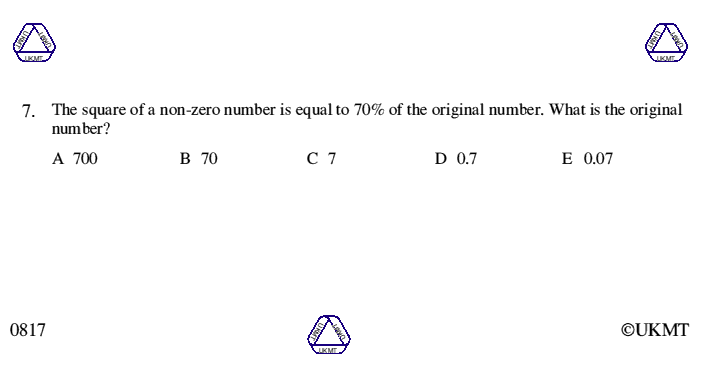 UKMT UKMT UKMT
UKMT UKMT UKMT
7. The square of a non-zero number is equal to 70% of the original number. What is the original
number?
A 700 B 70 C 7 D 0.7 E 0.07
0817
UKMT UKMT UKMT
©UKMT